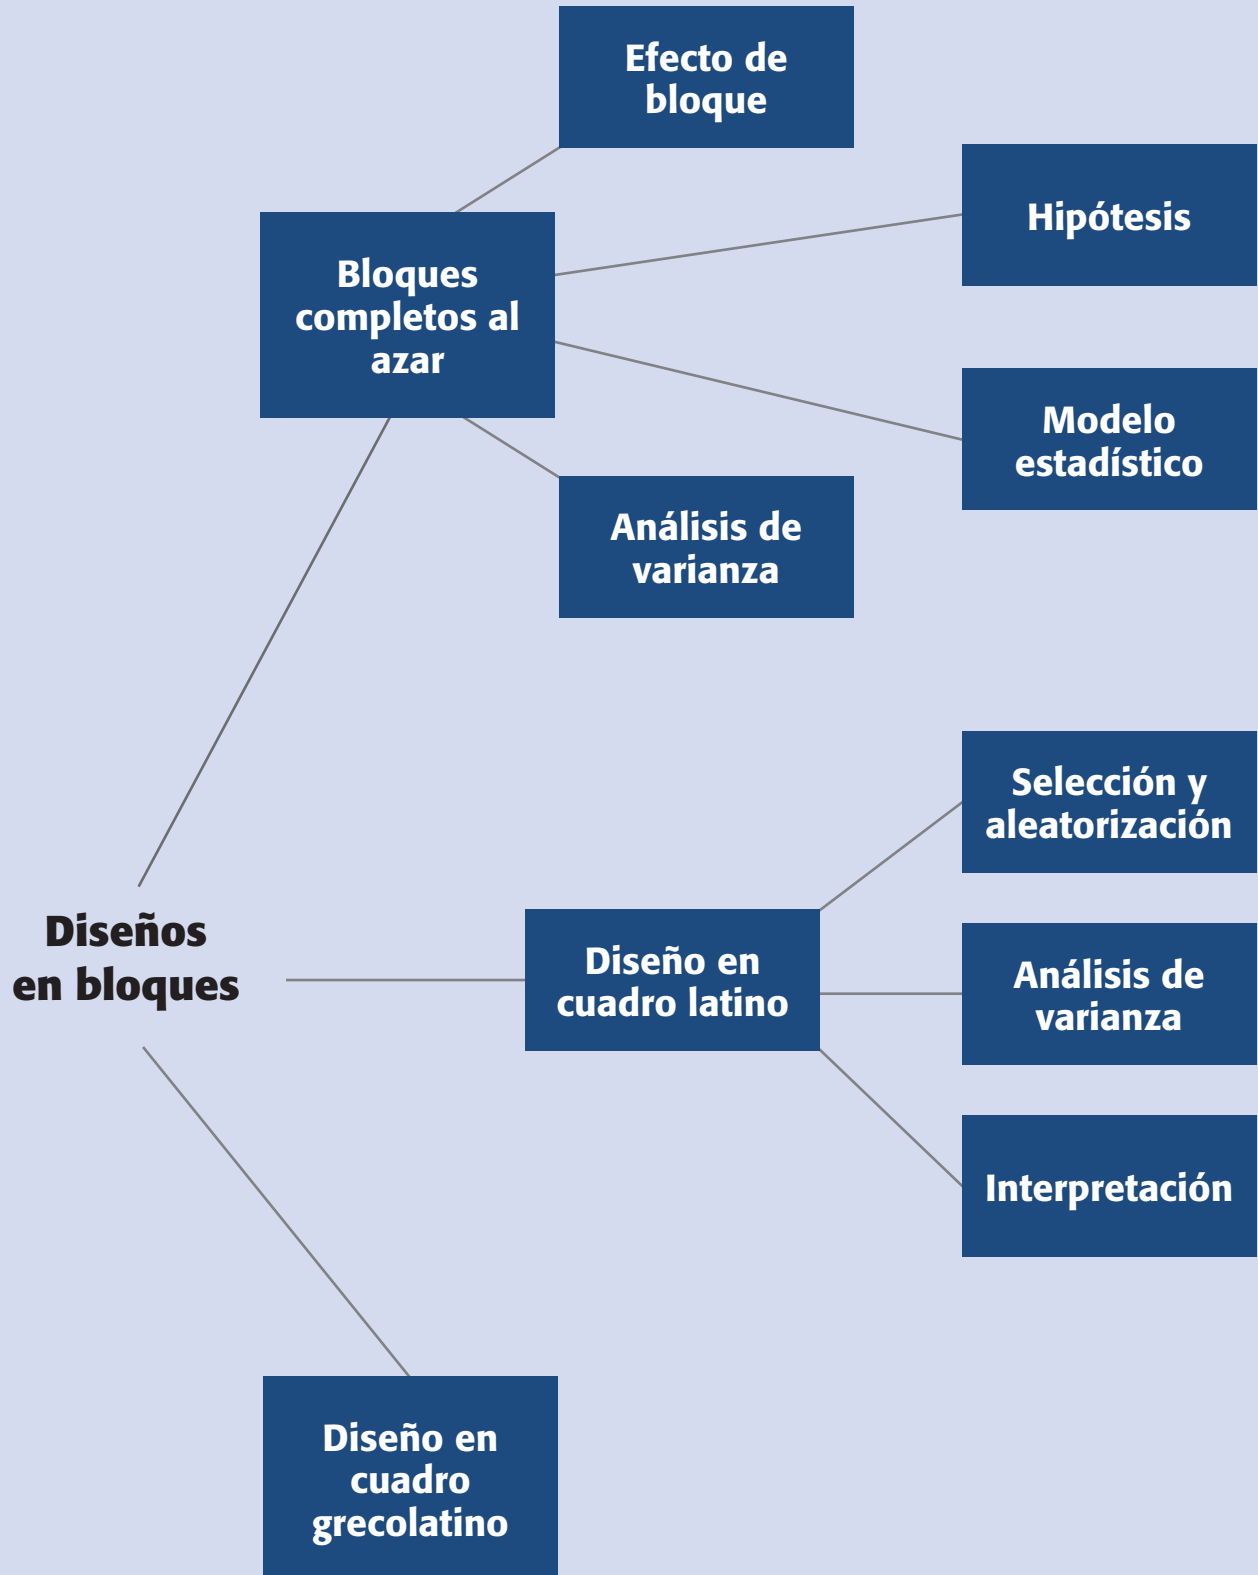 Efecto de
bloque
Hipótesis
Bloques
completos al
azar
Modelo
estadístico
Análisis de
varianza
Selección y
aleatorización
Diseños
en bloques
Diseño en
cuadro latino
Análisis de
varianza
Interpretación
Diseño en
cuadro
grecolatino